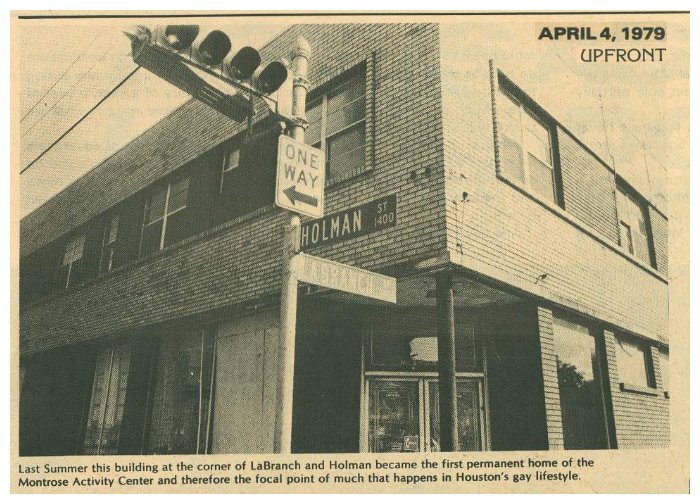 APRIL 4, 1979
UPFRONT
ONE
WAY
HOLMAN ST
1400
Last Summer this building at the corner of LaBranch and Holman became the first permanent home of the
Montrose Activity Center and therefore the focal point of much that happens in Houston's gay lifestyle.